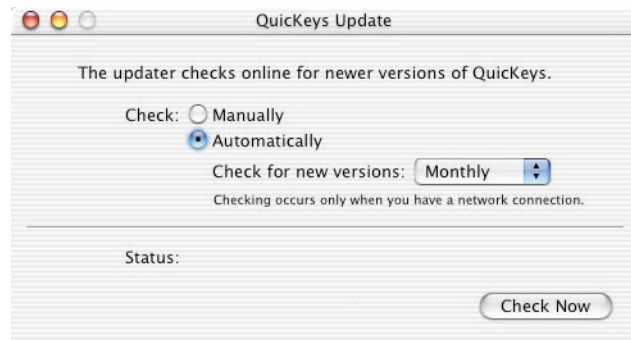 QuicKeys Update
The updater checks online for newer versions of QuicKeys.
Check: Manually
Automatically
Check for new versions: Monthly
Checking occurs only when you have a network connection.
Status:
Check Now